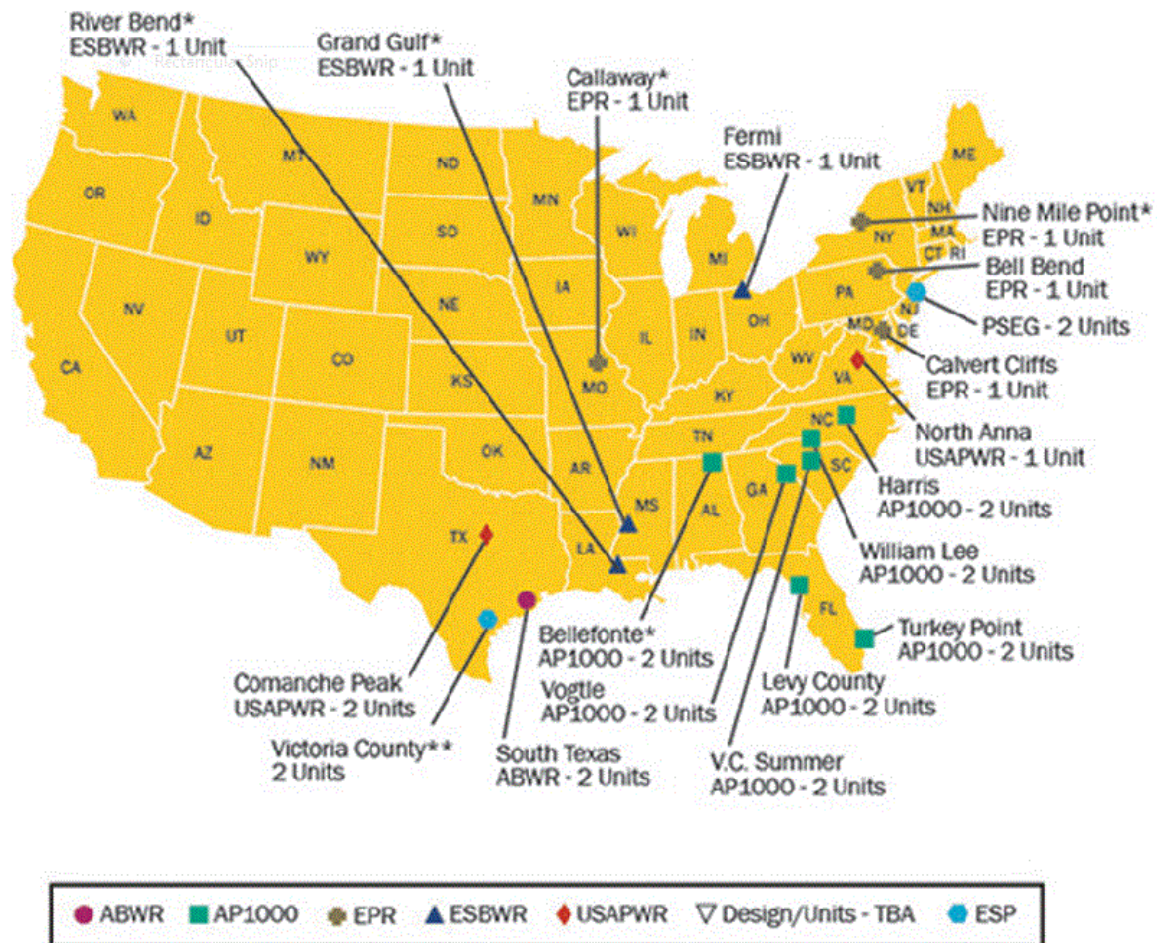 River Bend*
ESBWR - 1 Unit
Grand Gulf*
ESBWR - 1 Unit
Rectangular Snip
Callaway*
EPR - 1 Unit
Fermi
ESBWR - 1 Unit
Nine Mile Point*
EPR - 1 Unit
Bell Bend
EPR - 1 Unit
PSEG - 2 Units
Calvert Cliffs
EPR - 1 Unit
North Anna
USAPWR - 1 Unit
Harris
AP1000 - 2 Units
William Lee
AP1000 - 2 Units
Turkey Point
AP1000 - 2 Units
Levy County
AP1000 - 2 Units
V.C. Summer
AP1000 - 2 Units
Bellefonte*
AP1000 - 2 Units
Vogtle
AP1000 - 2 Units
South Texas
ABWR - 2 Units
Comanche Peak
USAPWR - 2 Units
Victoria County**
2 Units
WA
MT
ND
MN
ME
OR
ID
SD
WI
VT
NH
WY
MI
NY
MA
CT RI
NV
NE
IA
PA
NJ
UT
IL
IN
OH
MD
DE
CA
CO
KS
MO
WV
VA
KY
AZ
NM
OK
AR
TN
NC
SC
TX
LA
MS
AL
GA
FL
ABWR AP1000 EPR ESBWR USAPWR Design/Units - TBA ESP